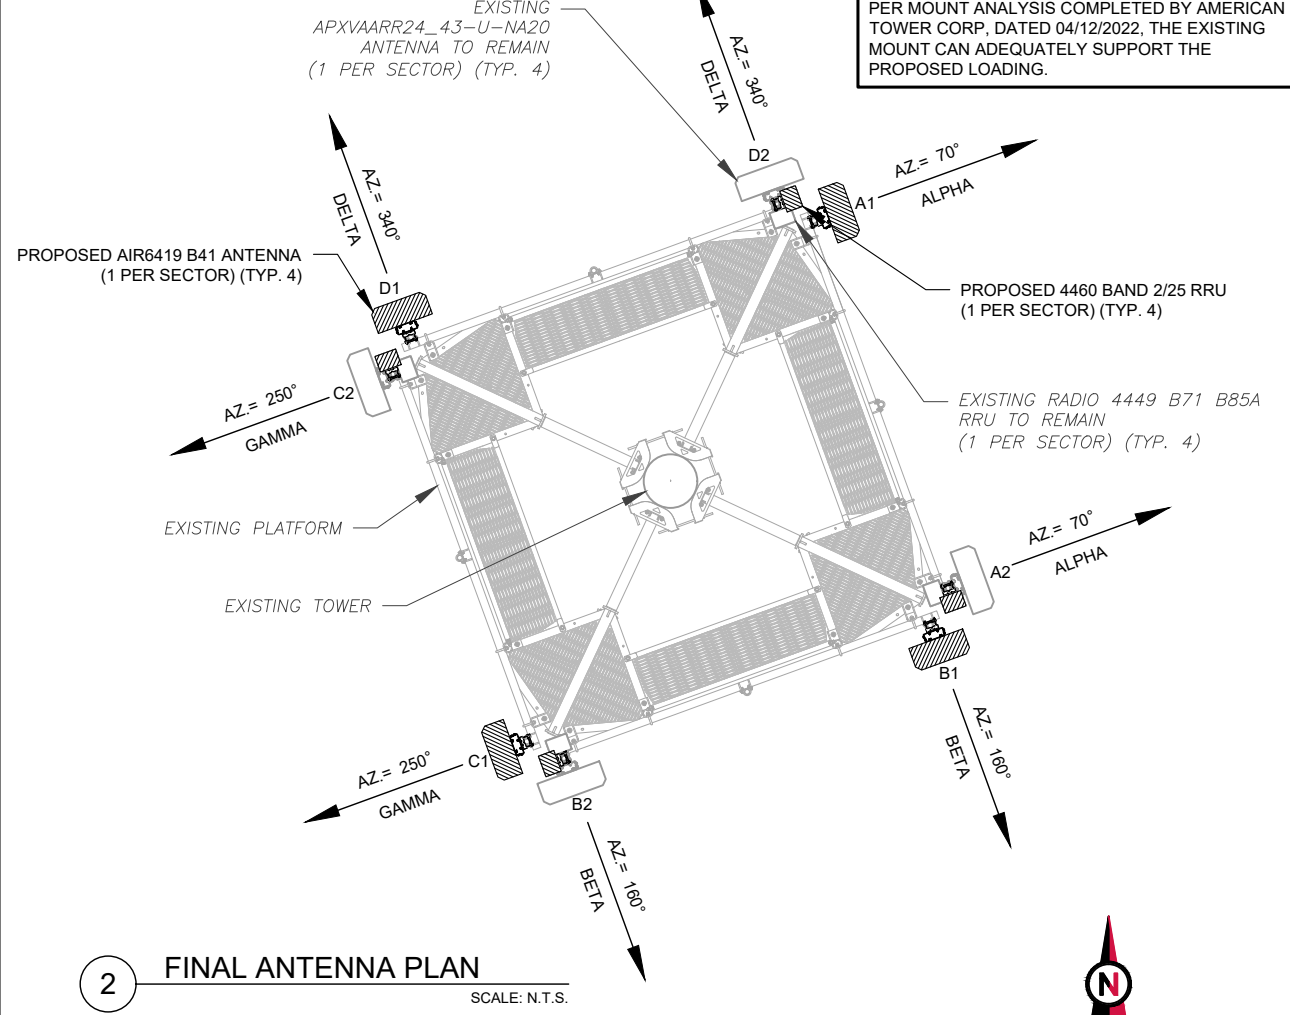 EXISTING
APXVAARR24_43-U-NA20
ANTENNA TO REMAIN
(1 PER SECTOR) (TYP. 4)
PER MOUNT ANALYSIS COMPLETED BY AMERICAN
TOWER CORP, DATED 04/12/2022, THE EXISTING
MOUNT CAN ADEQUATELY SUPPORT THE
PROPOSED LOADING.
AZ.= 340°
DELTA
D2
AZ.= 70°
ALPHA
A1
AZ.= 340°
DELTA
D1
PROPOSED AIR6419 B41 ANTENNA
(1 PER SECTOR) (TYP. 4)
PROPOSED 4460 BAND 2/25 RRU
(1 PER SECTOR) (TYP. 4)
AZ.= 250°
GAMMA
C2
EXISTING RADIO 4449 B71 B85A
RRU TO REMAIN
(1 PER SECTOR) (TYP. 4)
EXISTING PLATFORM
AZ.= 70°
ALPHA
A2
EXISTING TOWER
B1
AZ.= 160°
BETA
AZ.= 250°
GAMMA
C1
B2
AZ.= 160°
BETA
2
FINAL ANTENNA PLAN
SCALE: N.T.S.
N